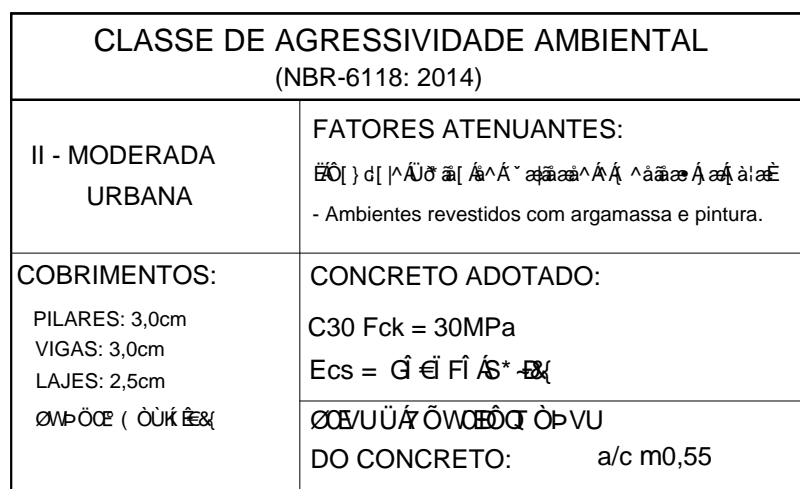 CLASSE DE AGRESSIVIDADE AMBIENTAL
(NBR-6118: 2014)
II - MODERADA
URBANA
FATORES ATENUANTES:
- Ambientes revestidos com argamassa e pintura.
COBRIMENTOS:
PILARES: 3,0cm
VIGAS: 3,0cm
LAJES: 2,5cm
CONCRETO ADOTADO:
C30 Fck = 30MPa
Ecs =
DO CONCRETO: a/c m0,55